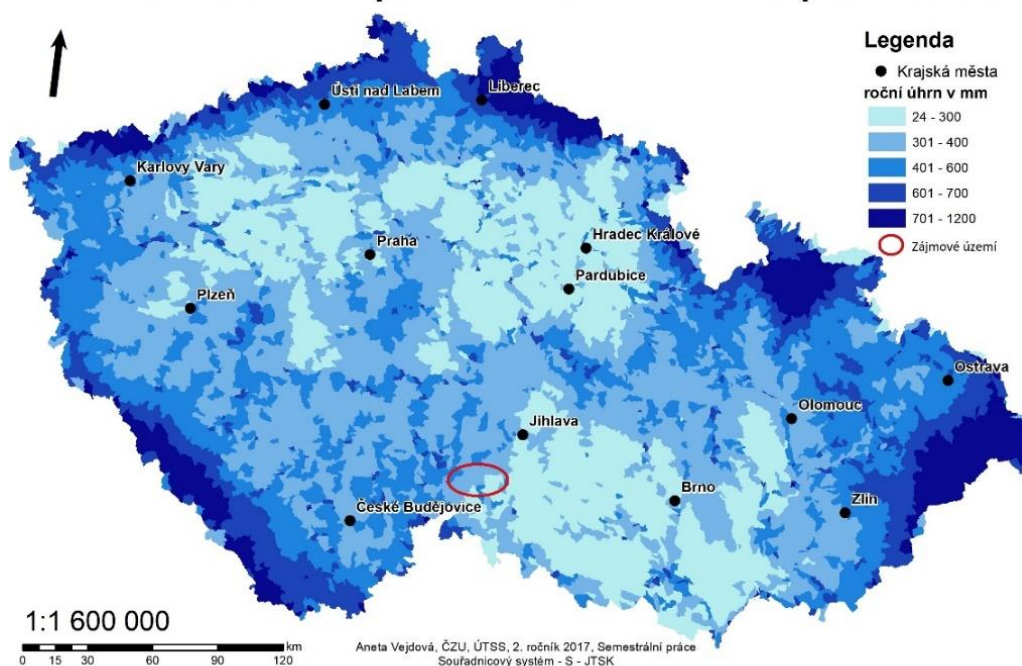 Legenda
Krajská města
roční úhrn v mm
24 - 300
301 - 400
401 - 600
601 - 700
701 - 1200
Zájmové území
Ústí nad Labem
Liberec
Karlovy Vary
Praha
Hradec Králové
Pardubice
Plzeň
Ostrava
Olomouc
Jihlava
Brno
Zlín
České Budějovice
1:1 600 000
km
0 15 30 60 90 120
Aneta Vejdová, ČZU, ÚTSS, 2. ročník 2017, Semestrální práce
Souřadnicový systém - S - JTSK